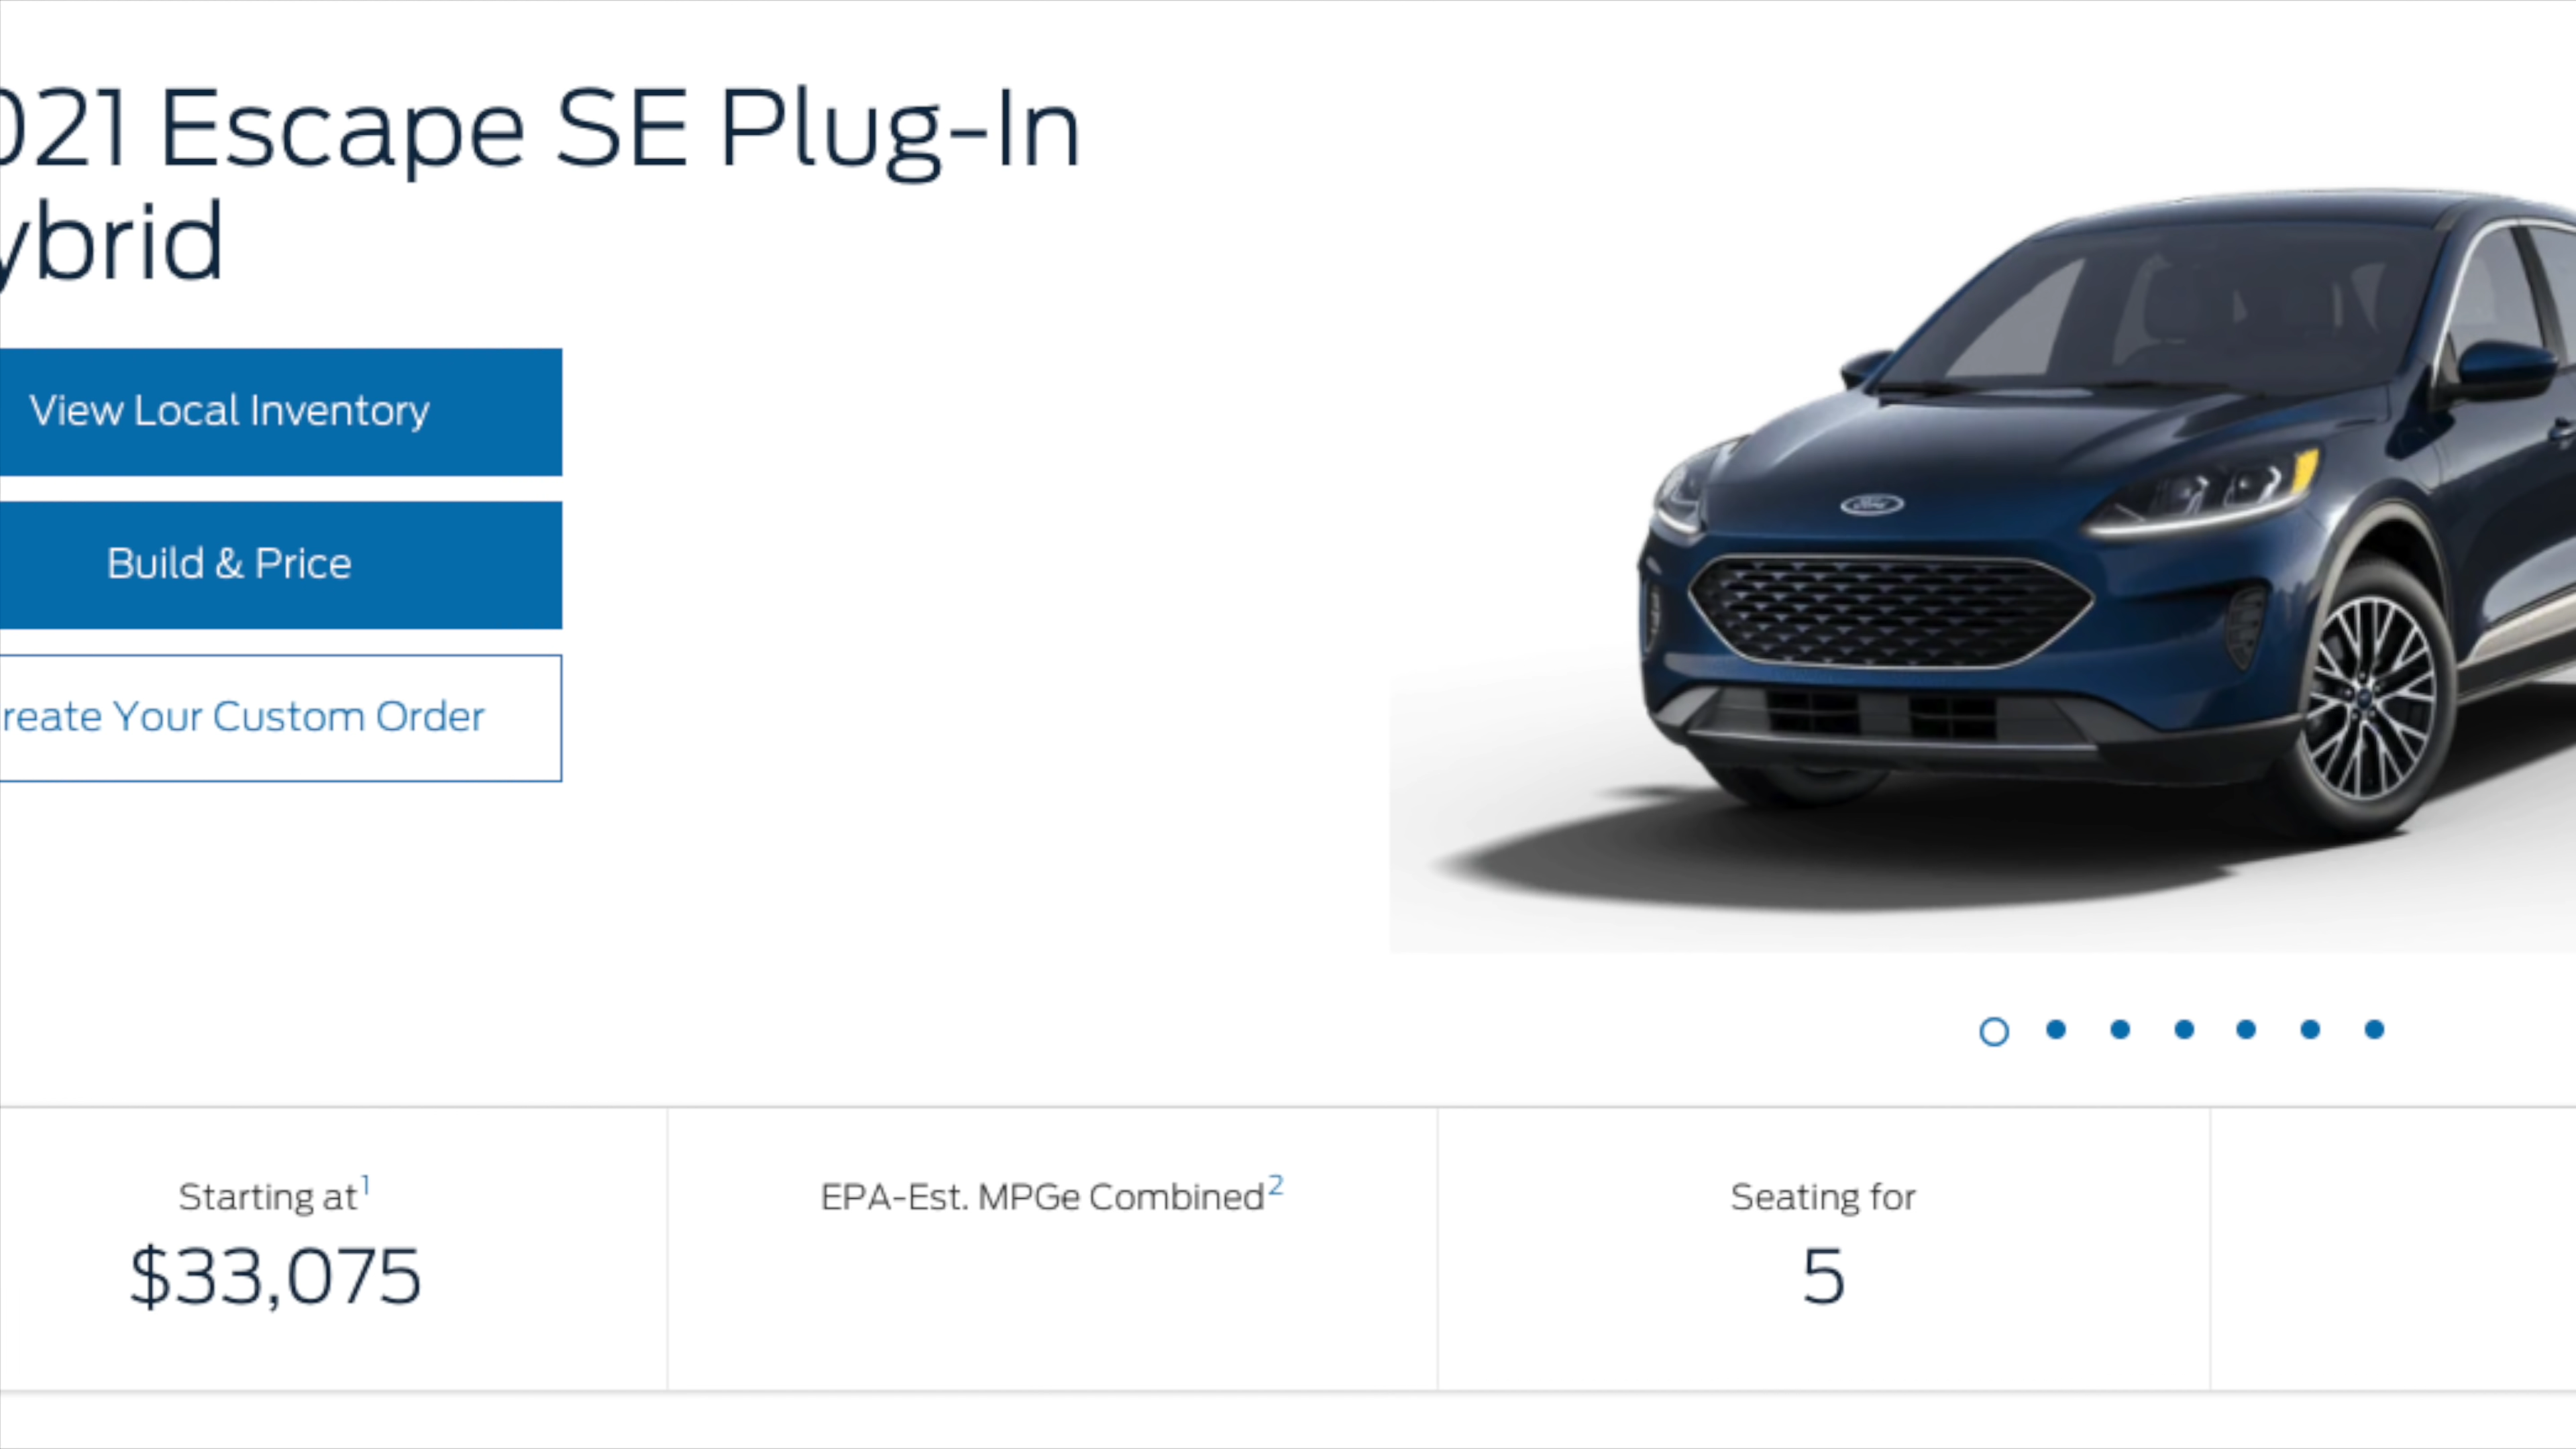 021 Escape SE Plug-In
ybrid
View Local Inventory
Build & Price
reate Your Custom Order
Ford
Starting at1
$33,075
EPA-Est. MPGe Combined2
Seating for
5